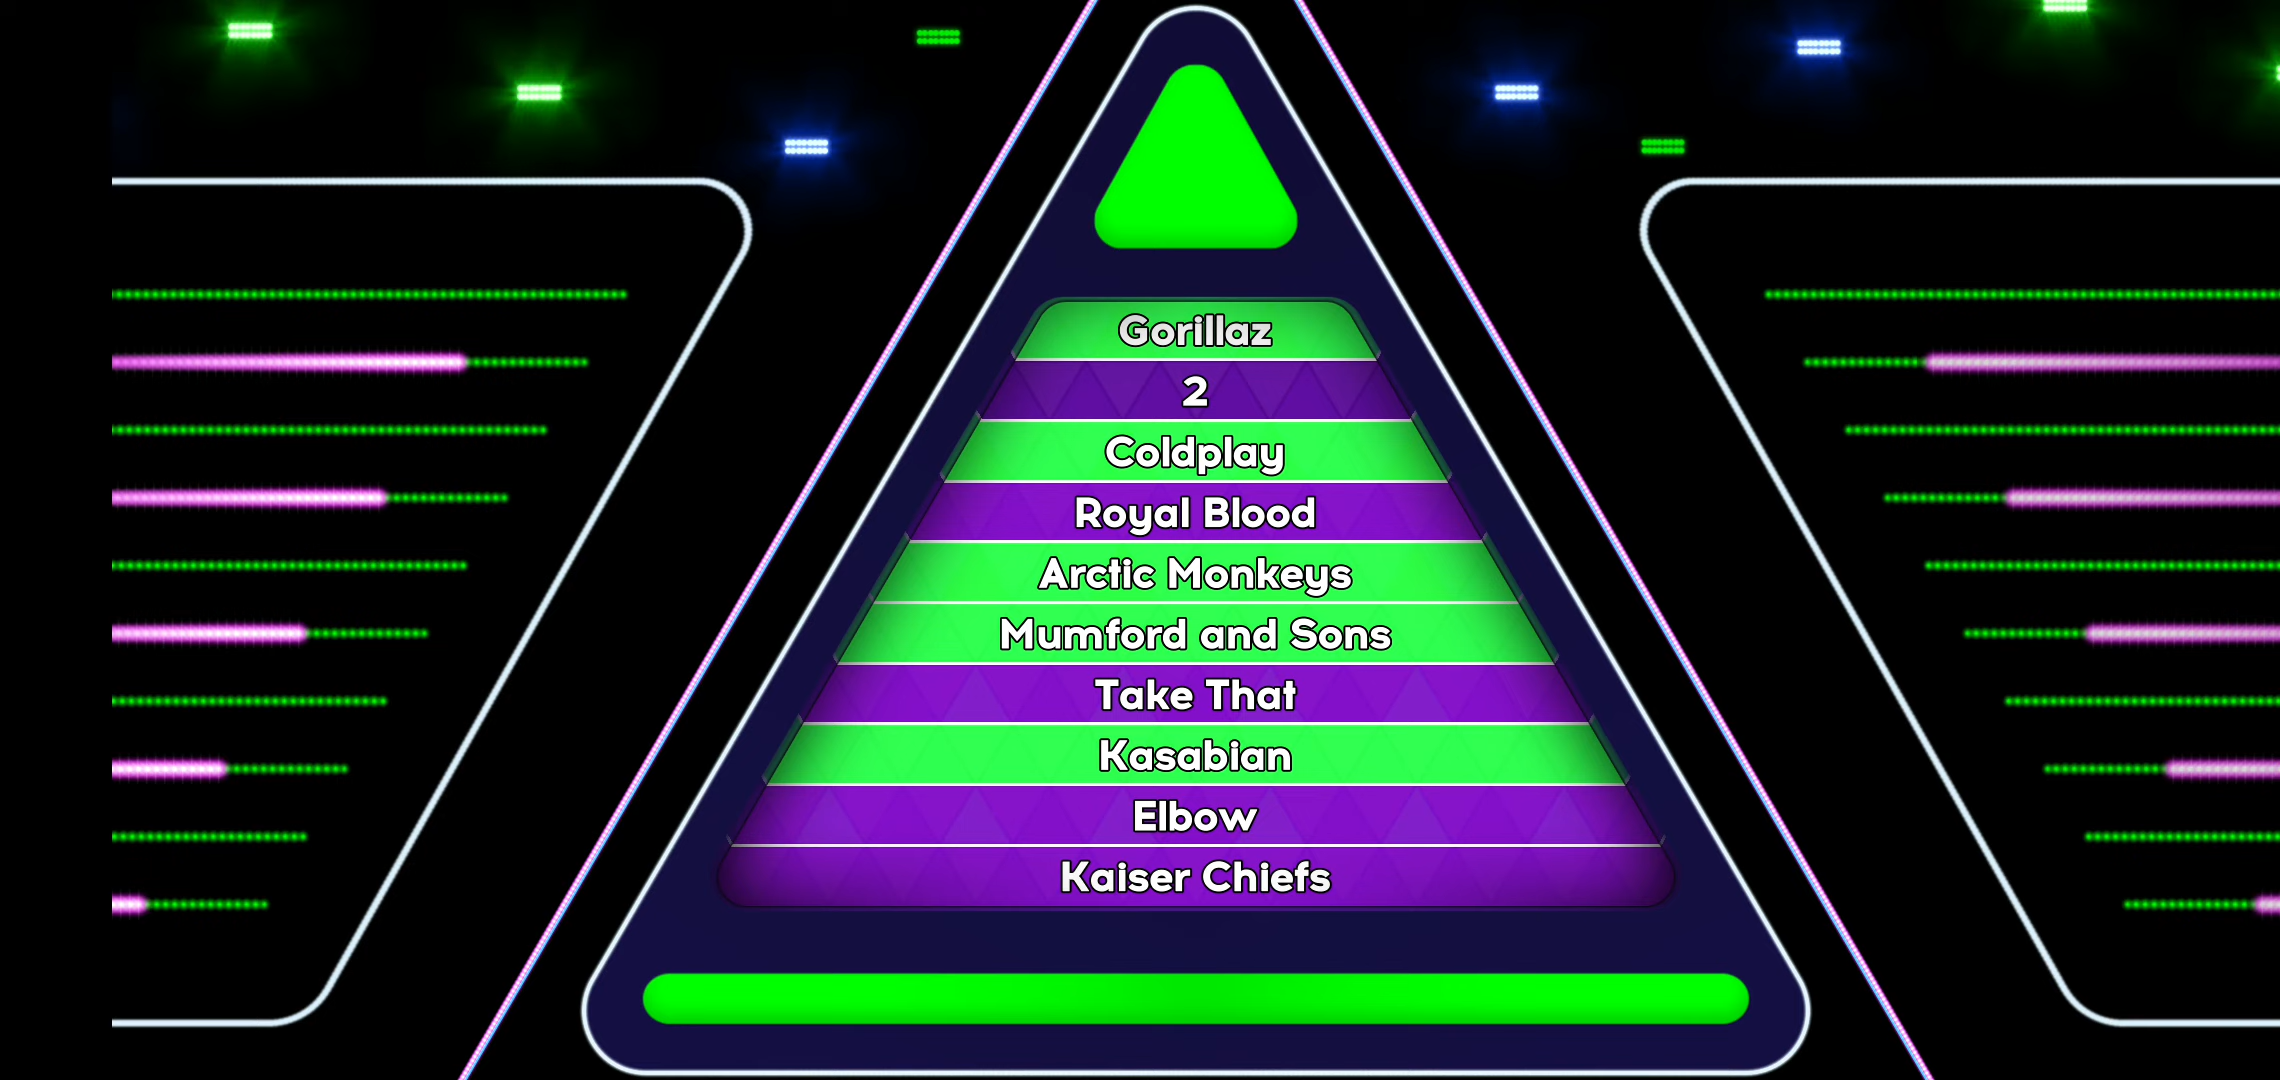 Gorillaz
2
Coldplay
Royal Blood
Arctic Monkeys
Mumford and Sons
Take That
Kasabian
Elbow
Kaiser Chiefs